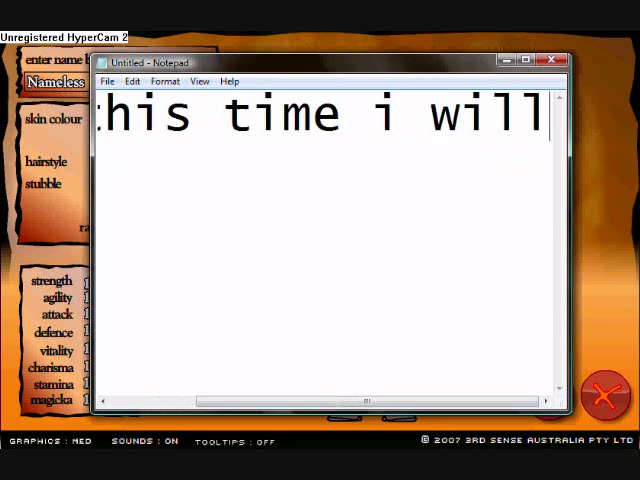 Unregistered HyperCam 2
enter name
Untitled - Notepad
Nameless
File Edit Format View Help
this time i will
skin colour
hairstyle
stubble
strength
agility
attack
defence
vitality
charisma
stamina
magicka
GRAPHICS : MED SOUNDS : ON TOOLTIPS : OFF © 2007 3RD SENSE AUSTRALIA PTY LTD